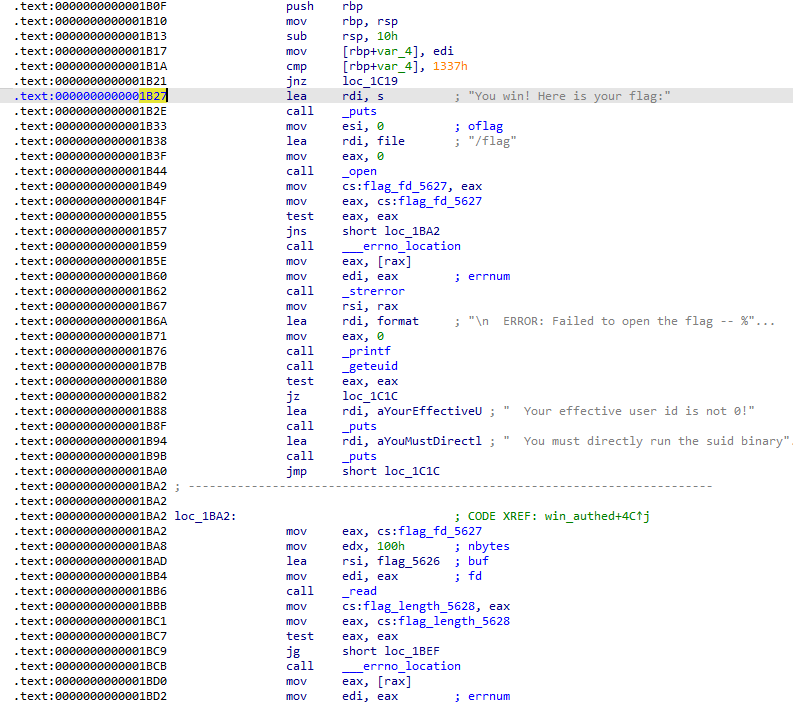 .text:0000000000001B0F push rbp
.text:0000000000001B10 mov rbp, rsp
.text:0000000000001B13 sub rsp, 10h
.text:0000000000001B17 mov [rbp+var_4], edi
.text:0000000000001B1A cmp [rbp+var_4], 1337h
.text:0000000000001B21 jnz loc_1C19
.text:0000000000001B27 lea rdi, s ; "You win! Here is your flag:"
.text:0000000000001B2E call _puts
.text:0000000000001B33 mov esi, 0 ; oflag
.text:0000000000001B38 lea rdi, file ; "/flag"
.text:0000000000001B3F mov eax, 0
.text:0000000000001B44 call _open
.text:0000000000001B49 mov cs:flag_fd_5627, eax
.text:0000000000001B4F mov eax, cs:flag_fd_5627
.text:0000000000001B55 test eax, eax
.text:0000000000001B57 jns short loc_1BA2
.text:0000000000001B59 call ___errno_location
.text:0000000000001B5E mov eax, [rax]
.text:0000000000001B60 mov edi, eax ; errnum
.text:0000000000001B62 call _strerror
.text:0000000000001B67 mov rsi, rax
.text:0000000000001B6A lea rdi, format ; "\n  ERROR: Failed to open the flag -- %"...
.text:0000000000001B71 mov eax, 0
.text:0000000000001B76 call _printf
.text:0000000000001B7B call _geteuid
.text:0000000000001B80 test eax, eax
.text:0000000000001B82 jz loc_1C1C
.text:0000000000001B88 lea rdi, aYourEffectiveU ; "  Your effective user id is not 0!"
.text:0000000000001B8F call _puts
.text:0000000000001B94 lea rdi, aYouMustDirectl ; "  You must directly run the suid binary".
.text:0000000000001B9B call _puts
.text:0000000000001BA0 jmp short loc_1C1C
.text:0000000000001BA2 ; ---------------------------------------------------------------------------
.text:0000000000001BA2
.text:0000000000001BA2 loc_1BA2: ; CODE XREF: win_authed+4C↑j
.text:0000000000001BA2 mov eax, cs:flag_fd_5627
.text:0000000000001BA8 mov edx, 100h ; nbytes
.text:0000000000001BAD lea rsi, flag_5626 ; buf
.text:0000000000001BB4 mov edi, eax ; fd
.text:0000000000001BB6 call _read
.text:0000000000001BBB mov cs:flag_length_5628, eax
.text:0000000000001BC1 mov eax, cs:flag_length_5628
.text:0000000000001BC7 test eax, eax
.text:0000000000001BC9 jg short loc_1BEF
.text:0000000000001BCB call ___errno_location
.text:0000000000001BD0 mov eax, [rax]
.text:0000000000001BD2 mov edi, eax ; errnum